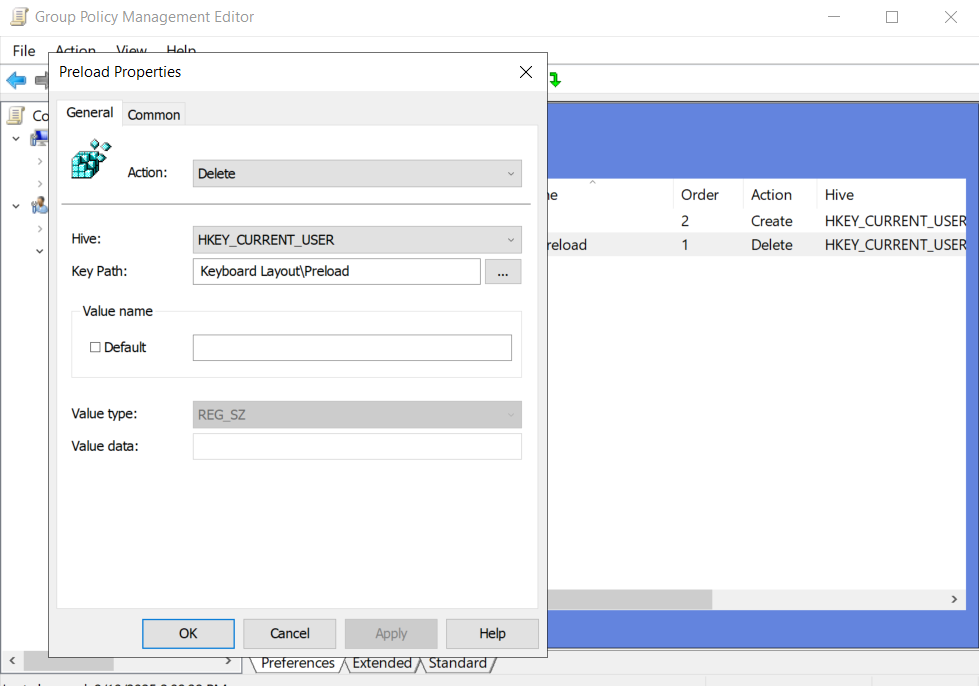 Group Policy Management Editor
File Action View Help
Preload Properties
Co
General Common
Action: Delete
Hive: HKEY_CURRENT_USER
Key Path: Keyboard Layout\Preload ...
Value name
Default
Value type: REG_SZ
Value data:
OK Cancel Apply Help
Order Action Hive
2 Create HKEY_CURRENT_USER
reload 1 Delete HKEY_CURRENT_USER
Preferences Extended Standard